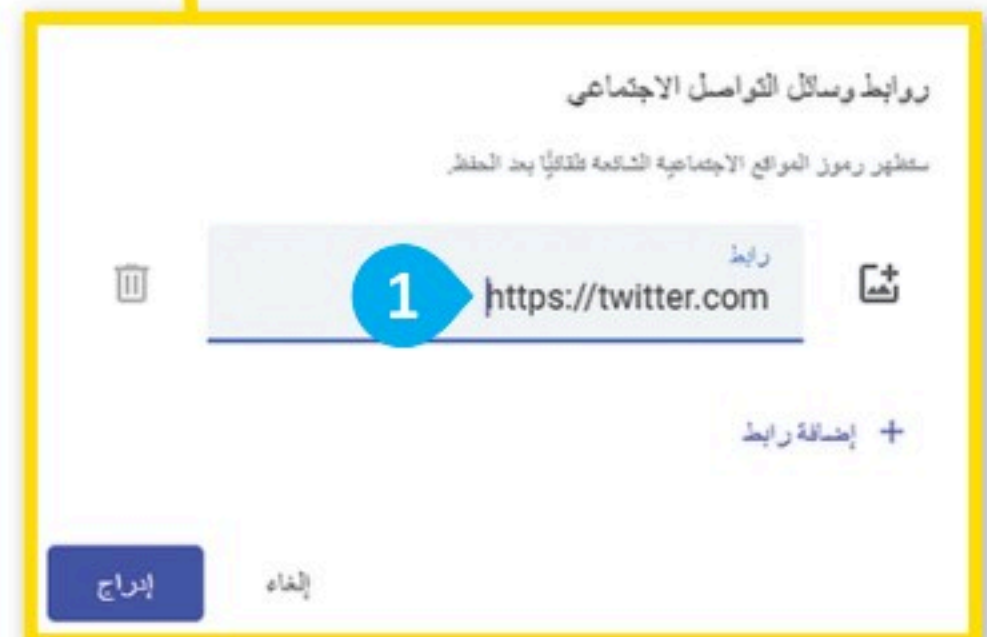 روابط وسائل التواصل الاجتماعي
ستظهر رموز المواقع الاجتماعية الشائعة تلقائيًّا بعد الحفظ.
رابط
https://twitter.com
1
+ إضافة رابط
إلغاء
إدراج